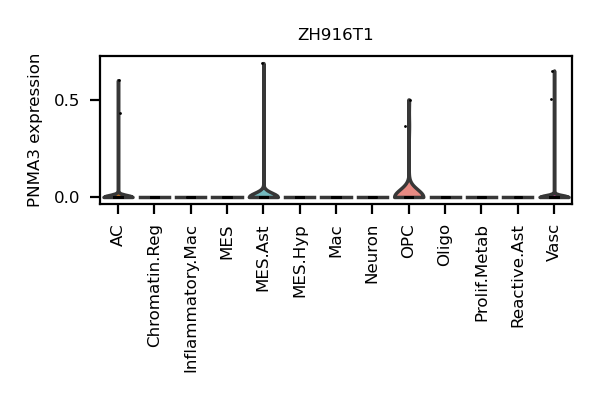 ZH916T1
PNMA3 expression
0.5
0.0
AC
Chromatin.Reg
Inflammatory.Mac
MES
MES.Ast
MES.Hyp
Mac
Neuron
OPC
Oligo
Prolif.Metab
Reactive.Ast
Vasc